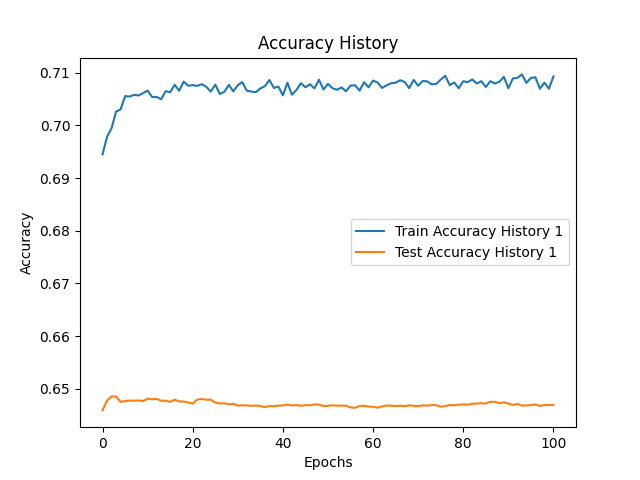 Accuracy History
0.71
0.70
0.69
0.68
0.67
0.66
0.65
Accuracy
Train Accuracy History 1
Test Accuracy History 1
0 20 40 60 80 100
Epochs